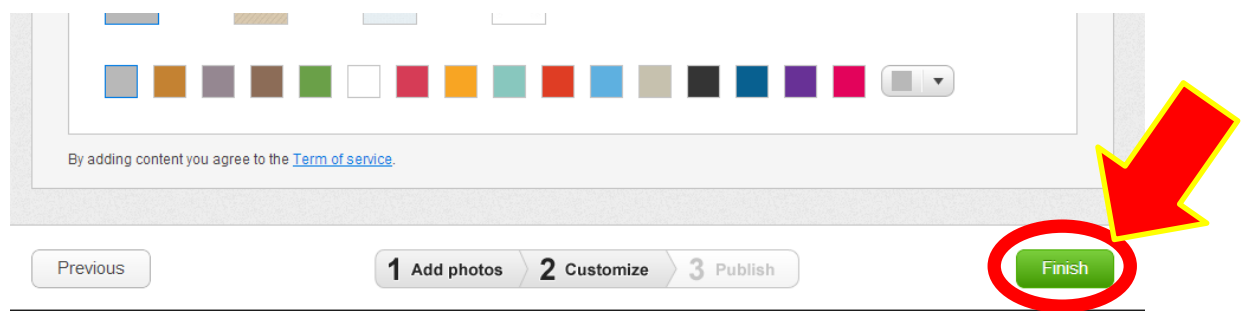 By adding content you agree to the Term of service.
Previous
1 Add photos 2 Customize 3 Publish
Finish